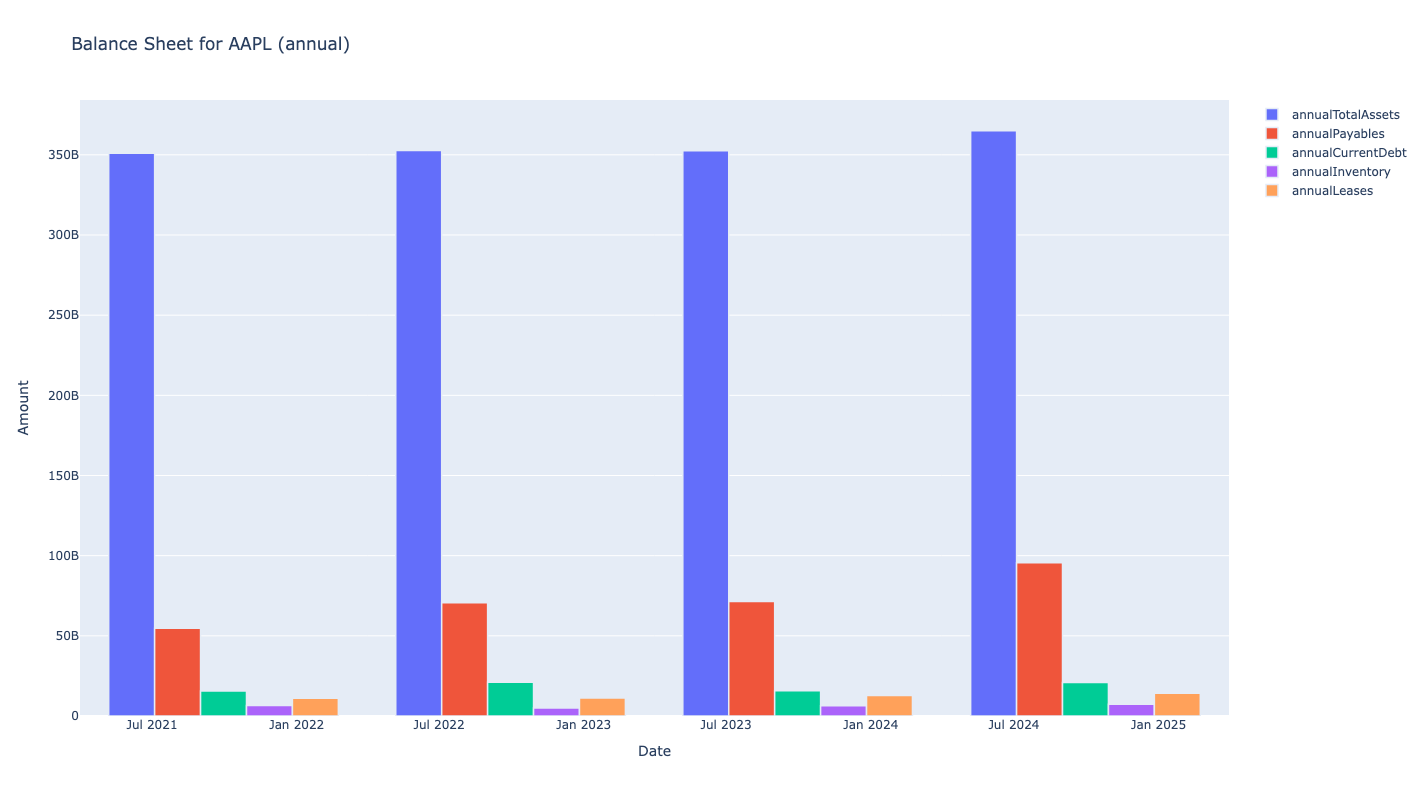 Balance Sheet for AAPL (annual)
annualTotalAssets
annualPayables
annualCurrentDebt
annualInventory
annualLeases
350B
300B
250B
200B
150B
100B
50B
0
Amount
Jul 2021 Jan 2022 Jul 2022 Jan 2023 Jul 2023 Jan 2024 Jul 2024 Jan 2025
Date